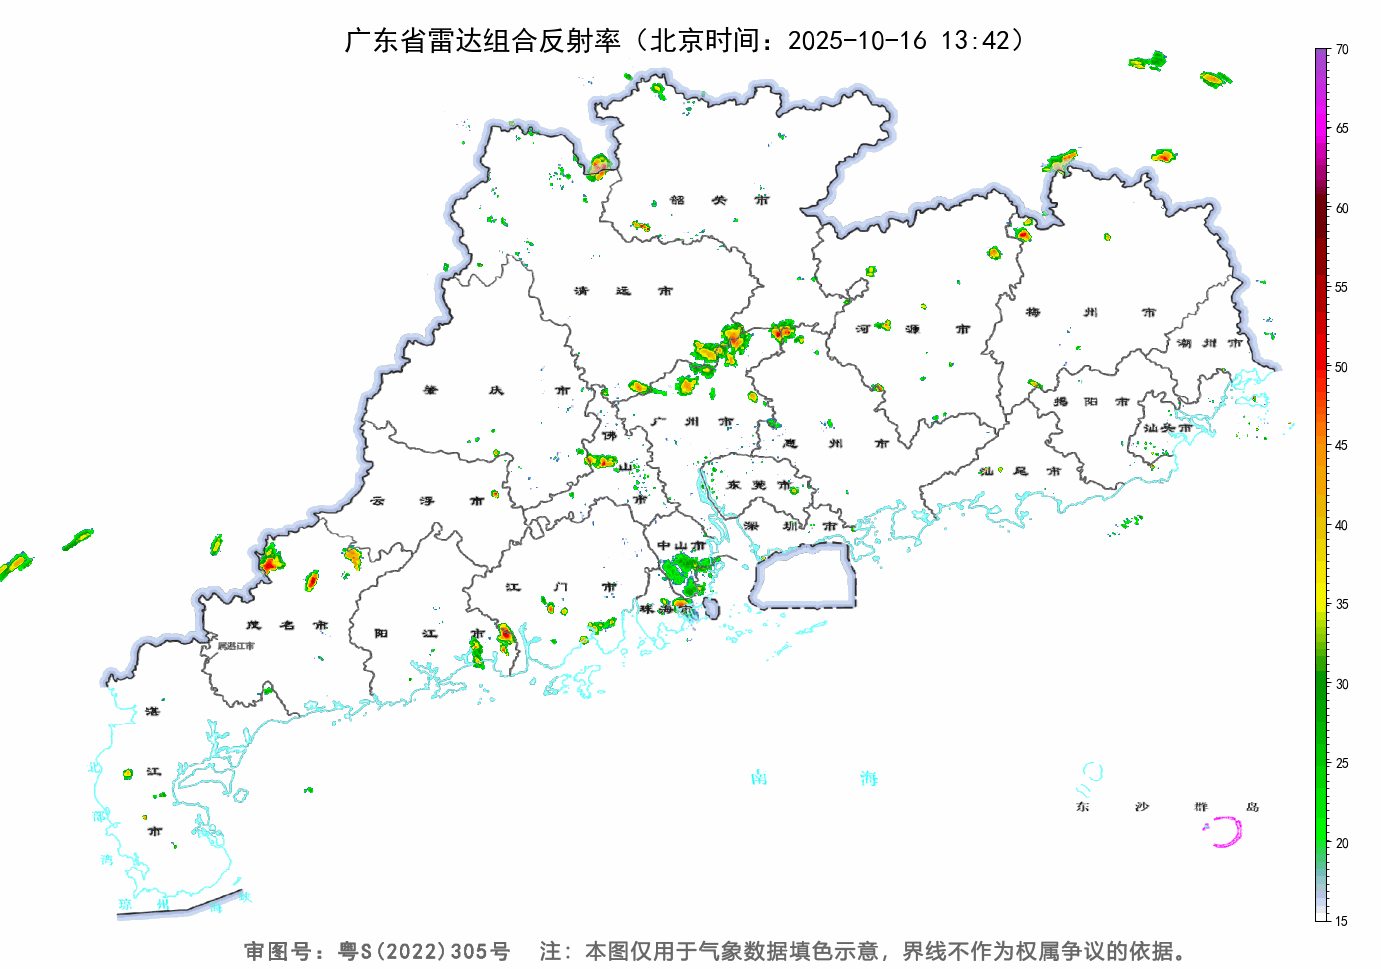 广东省雷达组合反射率（北京时间：2025-10-16 13:42）
70
65
60
55
50
45
40
35
30
25
20
15
韶关市
清远市
河源市
梅州市
潮州市
肇庆市
广州市
佛山市
惠州市
揭阳市
汕头市
汕尾市
东莞市
云浮市
深圳市
中山市
江门市
珠海市
茂名市
阳江市
属湛江市
湛江市
北部湾
琼州海峡
南海
东沙群岛
审图号：粤S(2022)305号 注：本图仅用于气象数据填色示意，界线不作为权属争议的依据。